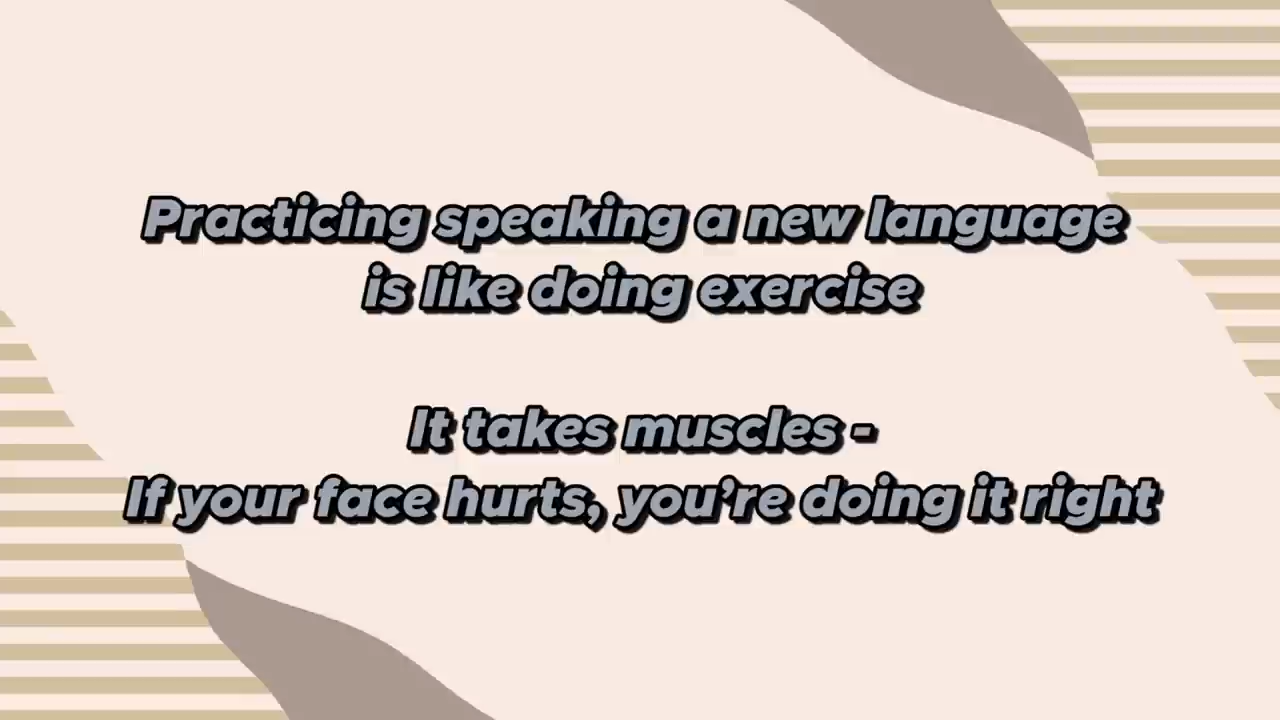 Practicing speaking a new language
is like doing exercise
It takes muscles -
If your face hurts, you’re doing it right